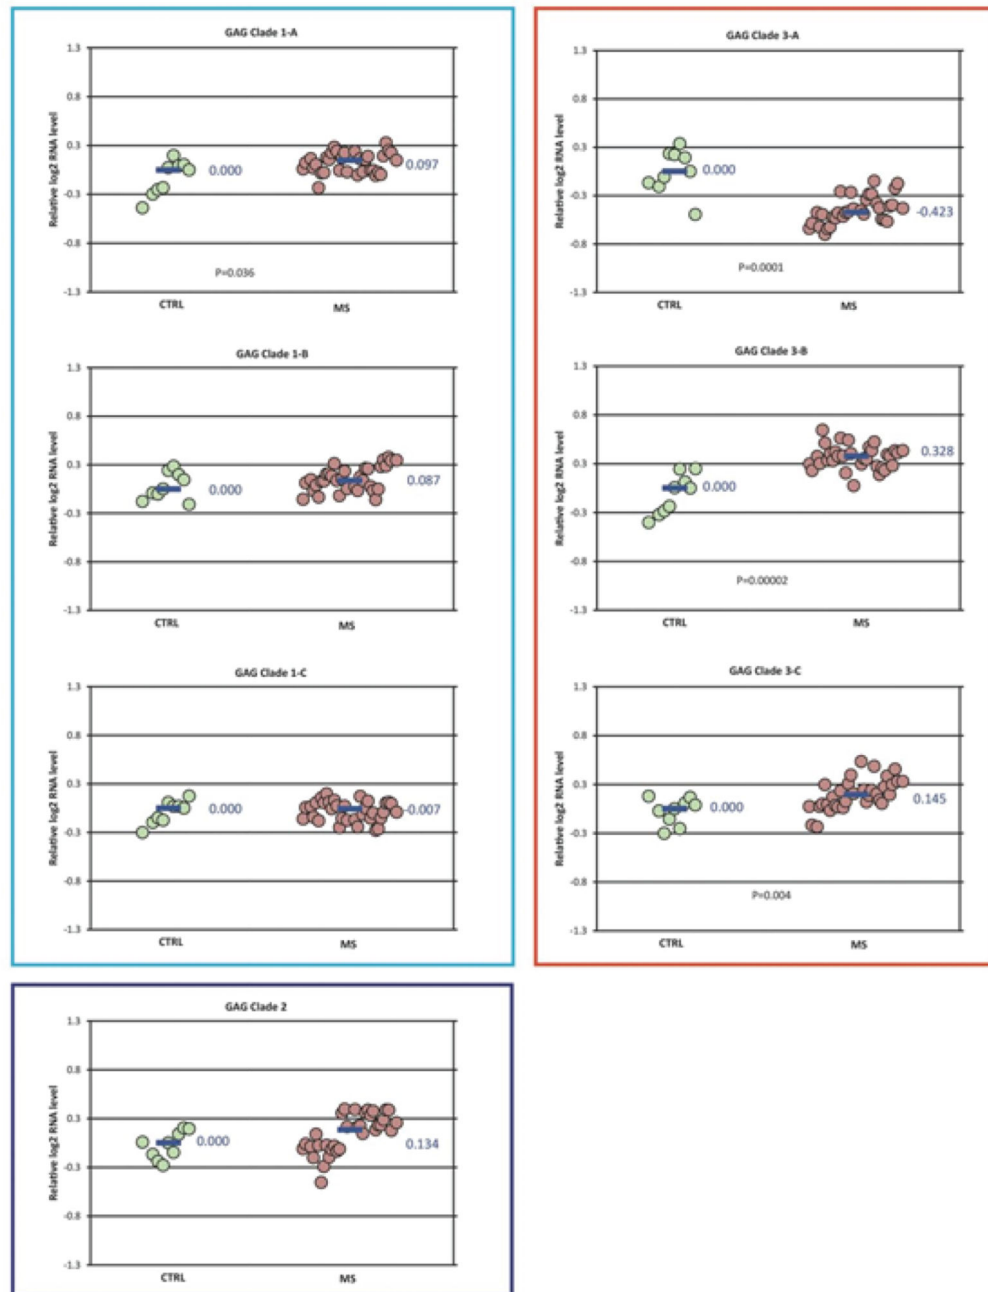 GAG Clade 1-A
Relative log2 RNA level
1.3
0.8
0.3
-0.3
-0.8
-1.3
0.000
0.097
P=0.036
CTRL
MS
GAG Clade 1-B
Relative log2 RNA level
1.3
0.8
0.3
-0.3
-0.8
-1.3
0.000
0.087
CTRL
MS
GAG Clade 1-C
Relative log2 RNA level
1.3
0.8
0.3
-0.3
-0.8
-1.3
0.000
-0.007
CTRL
MS
GAG Clade 3-A
Relative log2 RNA level
1.3
0.8
0.3
-0.3
-0.8
-1.3
0.000
-0.423
P=0.0001
CTRL
MS
GAG Clade 3-B
Relative log2 RNA level
1.3
0.8
0.3
-0.3
-0.8
-1.3
0.000
0.328
P=0.00002
CTRL
MS
GAG Clade 3-C
Relative log2 RNA level
1.3
0.8
0.3
-0.3
-0.8
-1.3
0.000
0.145
P=0.004
CTRL
MS
GAG Clade 2
Relative log2 RNA level
1.3
0.8
0.3
-0.3
-0.8
-1.3
0.000
0.134
CTRL
MS